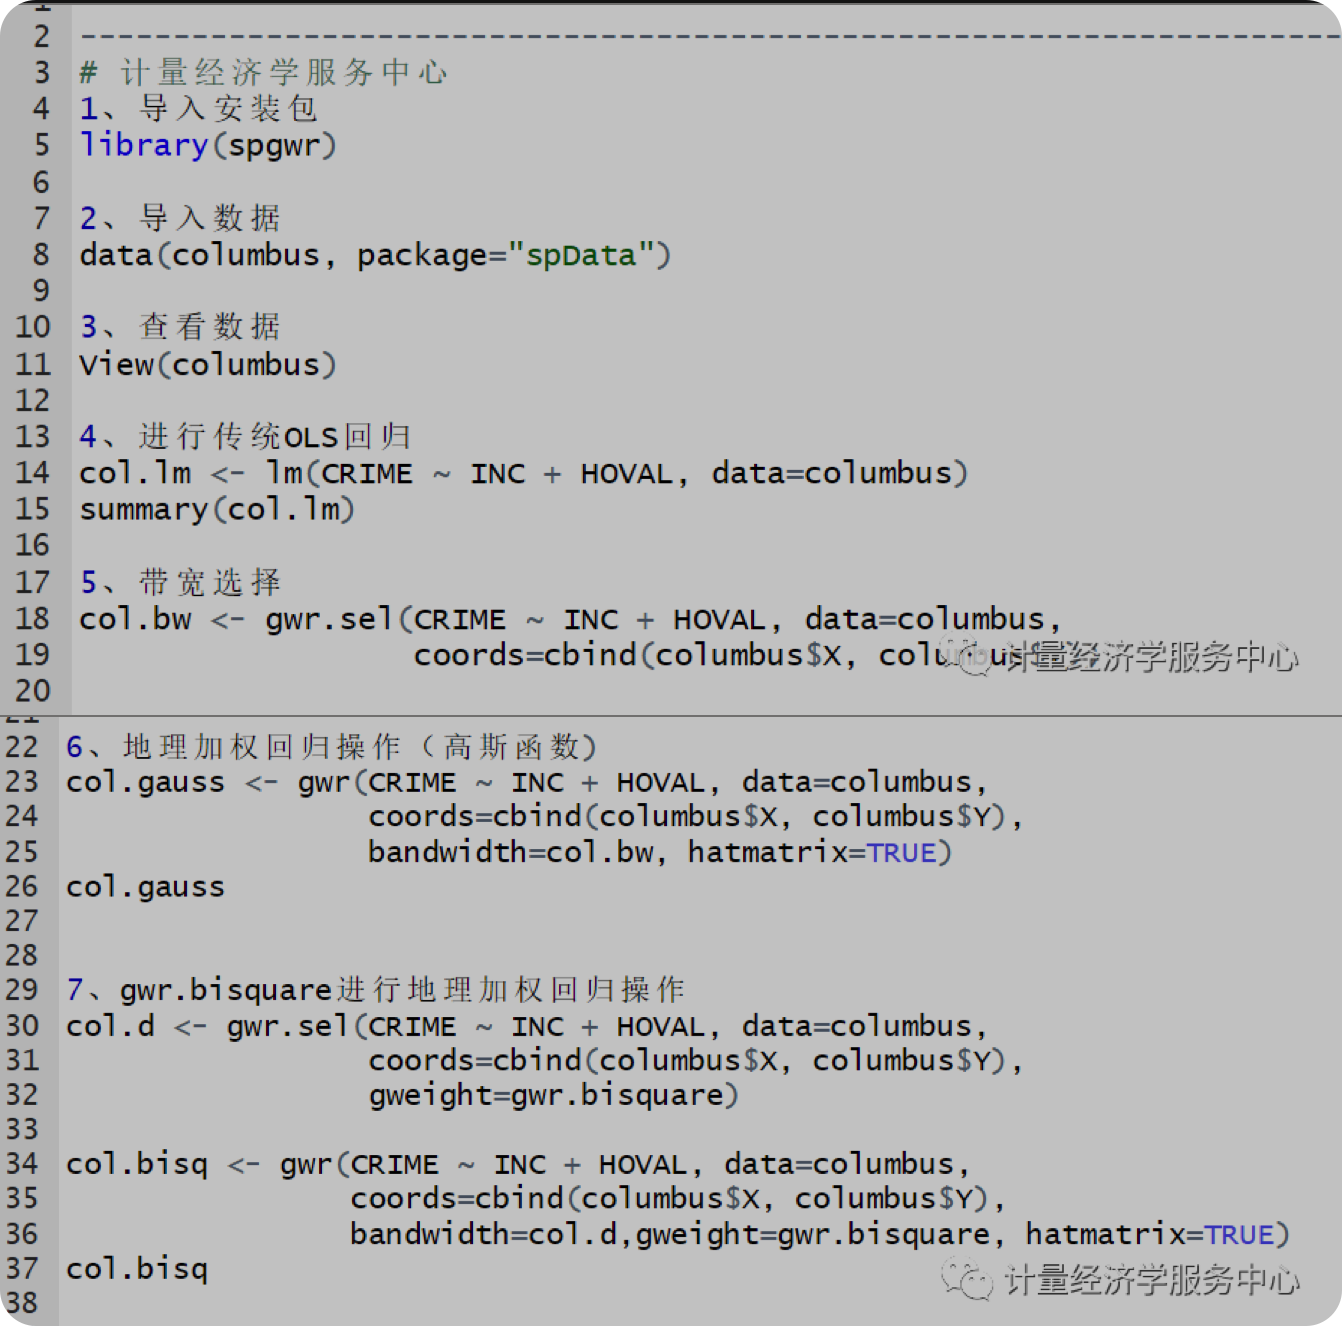 2 ----------------------------------------------------------------------
3 # 计量经济学服务中心
4 1、导入安装包
5 library(spgwr)
6
7 2、导入数据
8 data(columbus, package="spData")
9
10 3、查看数据
11 View(columbus)
12
13 4、进行传统OLS回归
14 col.lm <- lm(CRIME ~ INC + HOVAL, data=columbus)
15 summary(col.lm)
16
17 5、带宽选择
18 col.bw <- gwr.sel(CRIME ~ INC + HOVAL, data=columbus,
19 coords=cbind(columbus$X, columbus
计量经济学服务中心
20
22 6、地理加权回归操作（高斯函数)
23 col.gauss <- gwr(CRIME ~ INC + HOVAL, data=columbus,
24 coords=cbind(columbus$X, columbus$Y),
25 bandwidth=col.bw, hatmatrix=TRUE)
26 col.gauss
27
28
29 7、gwr.bisquare进行地理加权回归操作
30 col.d <- gwr.sel(CRIME ~ INC + HOVAL, data=columbus,
31 coords=cbind(columbus$X, columbus$Y),
32 gweight=gwr.bisquare)
33
34 col.bisq <- gwr(CRIME ~ INC + HOVAL, data=columbus,
35 coords=cbind(columbus$X, columbus$Y),
36 bandwidth=col.d,gweight=gwr.bisquare, hatmatrix=TRUE)
37 col.bisq
计量经济学服务中心
38